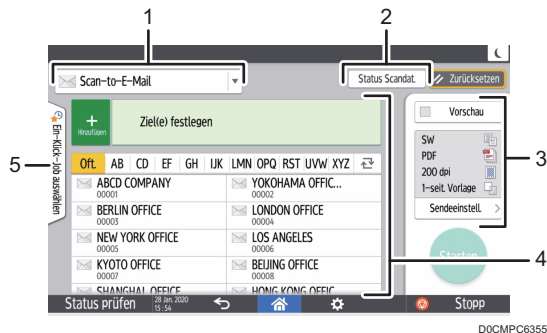 1
2
Scan-to-E-Mail
Status Scandat.
Zurücksetzen
Hinzufügen
Ziel(e) festlegen
Vorschau
Ein-Klick-Job auswählen
5
3
Oft.
AB
CD
EF
GH
IJK
LMN
OPQ
RST
UVW
XYZ
SW
PDF
200 dpi
1-seit. Vorlage
Sendeeinstell.
ABCD COMPANY
00001
YOKOHAMA OFFIC...
00002
BERLIN OFFICE
00003
LONDON OFFICE
00004
NEW YORK OFFICE
00005
LOS ANGELES
00006
KYOTO OFFICE
00007
BEIJING OFFICE
00008
SHANGHAI OFFICE
HONG KONG OFFIC
Starten
4
Status prüfen
28 Jan. 2020
15:54
Stopp
D0CMPC6355